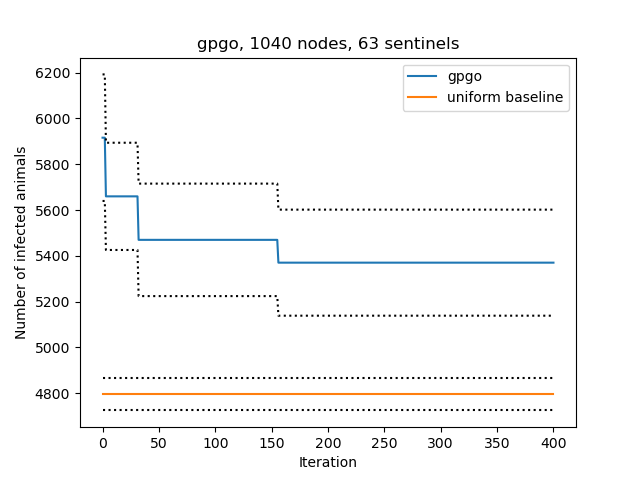 gpgo, 1040 nodes, 63 sentinels
gpgo
uniform baseline
Number of infected animals
6200
6000
5800
5600
5400
5200
5000
4800
0 50 100 150 200 250 300 350 400
Iteration